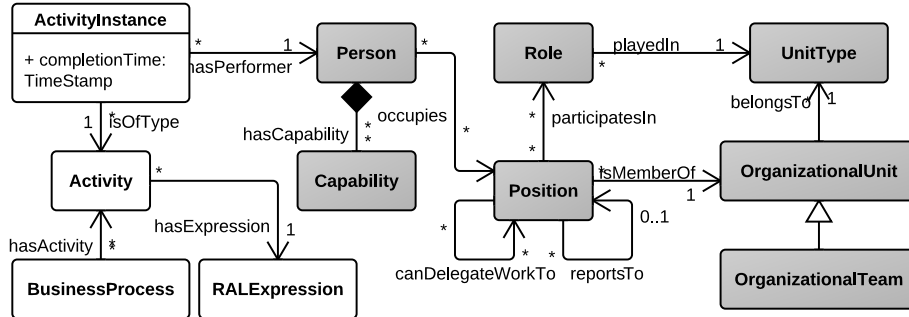 ActivityInstance
+ completionTime:
TimeStamp
*
1
hasPerformer
Person
*
Role
playedIn
*
1
UnitType
1
*
isOfType
hasCapability
*
*
occupies
*
*
participatesIn
*
belongsTo
1
Activity
*
Capability
Position
*
isMemberOf
1
OrganizationalUnit
hasActivity
*
*
hasExpression
1
*
*
canDelegateWorkTo
0..1
*
reportsTo
BusinessProcess
RALExpression
OrganizationalTeam